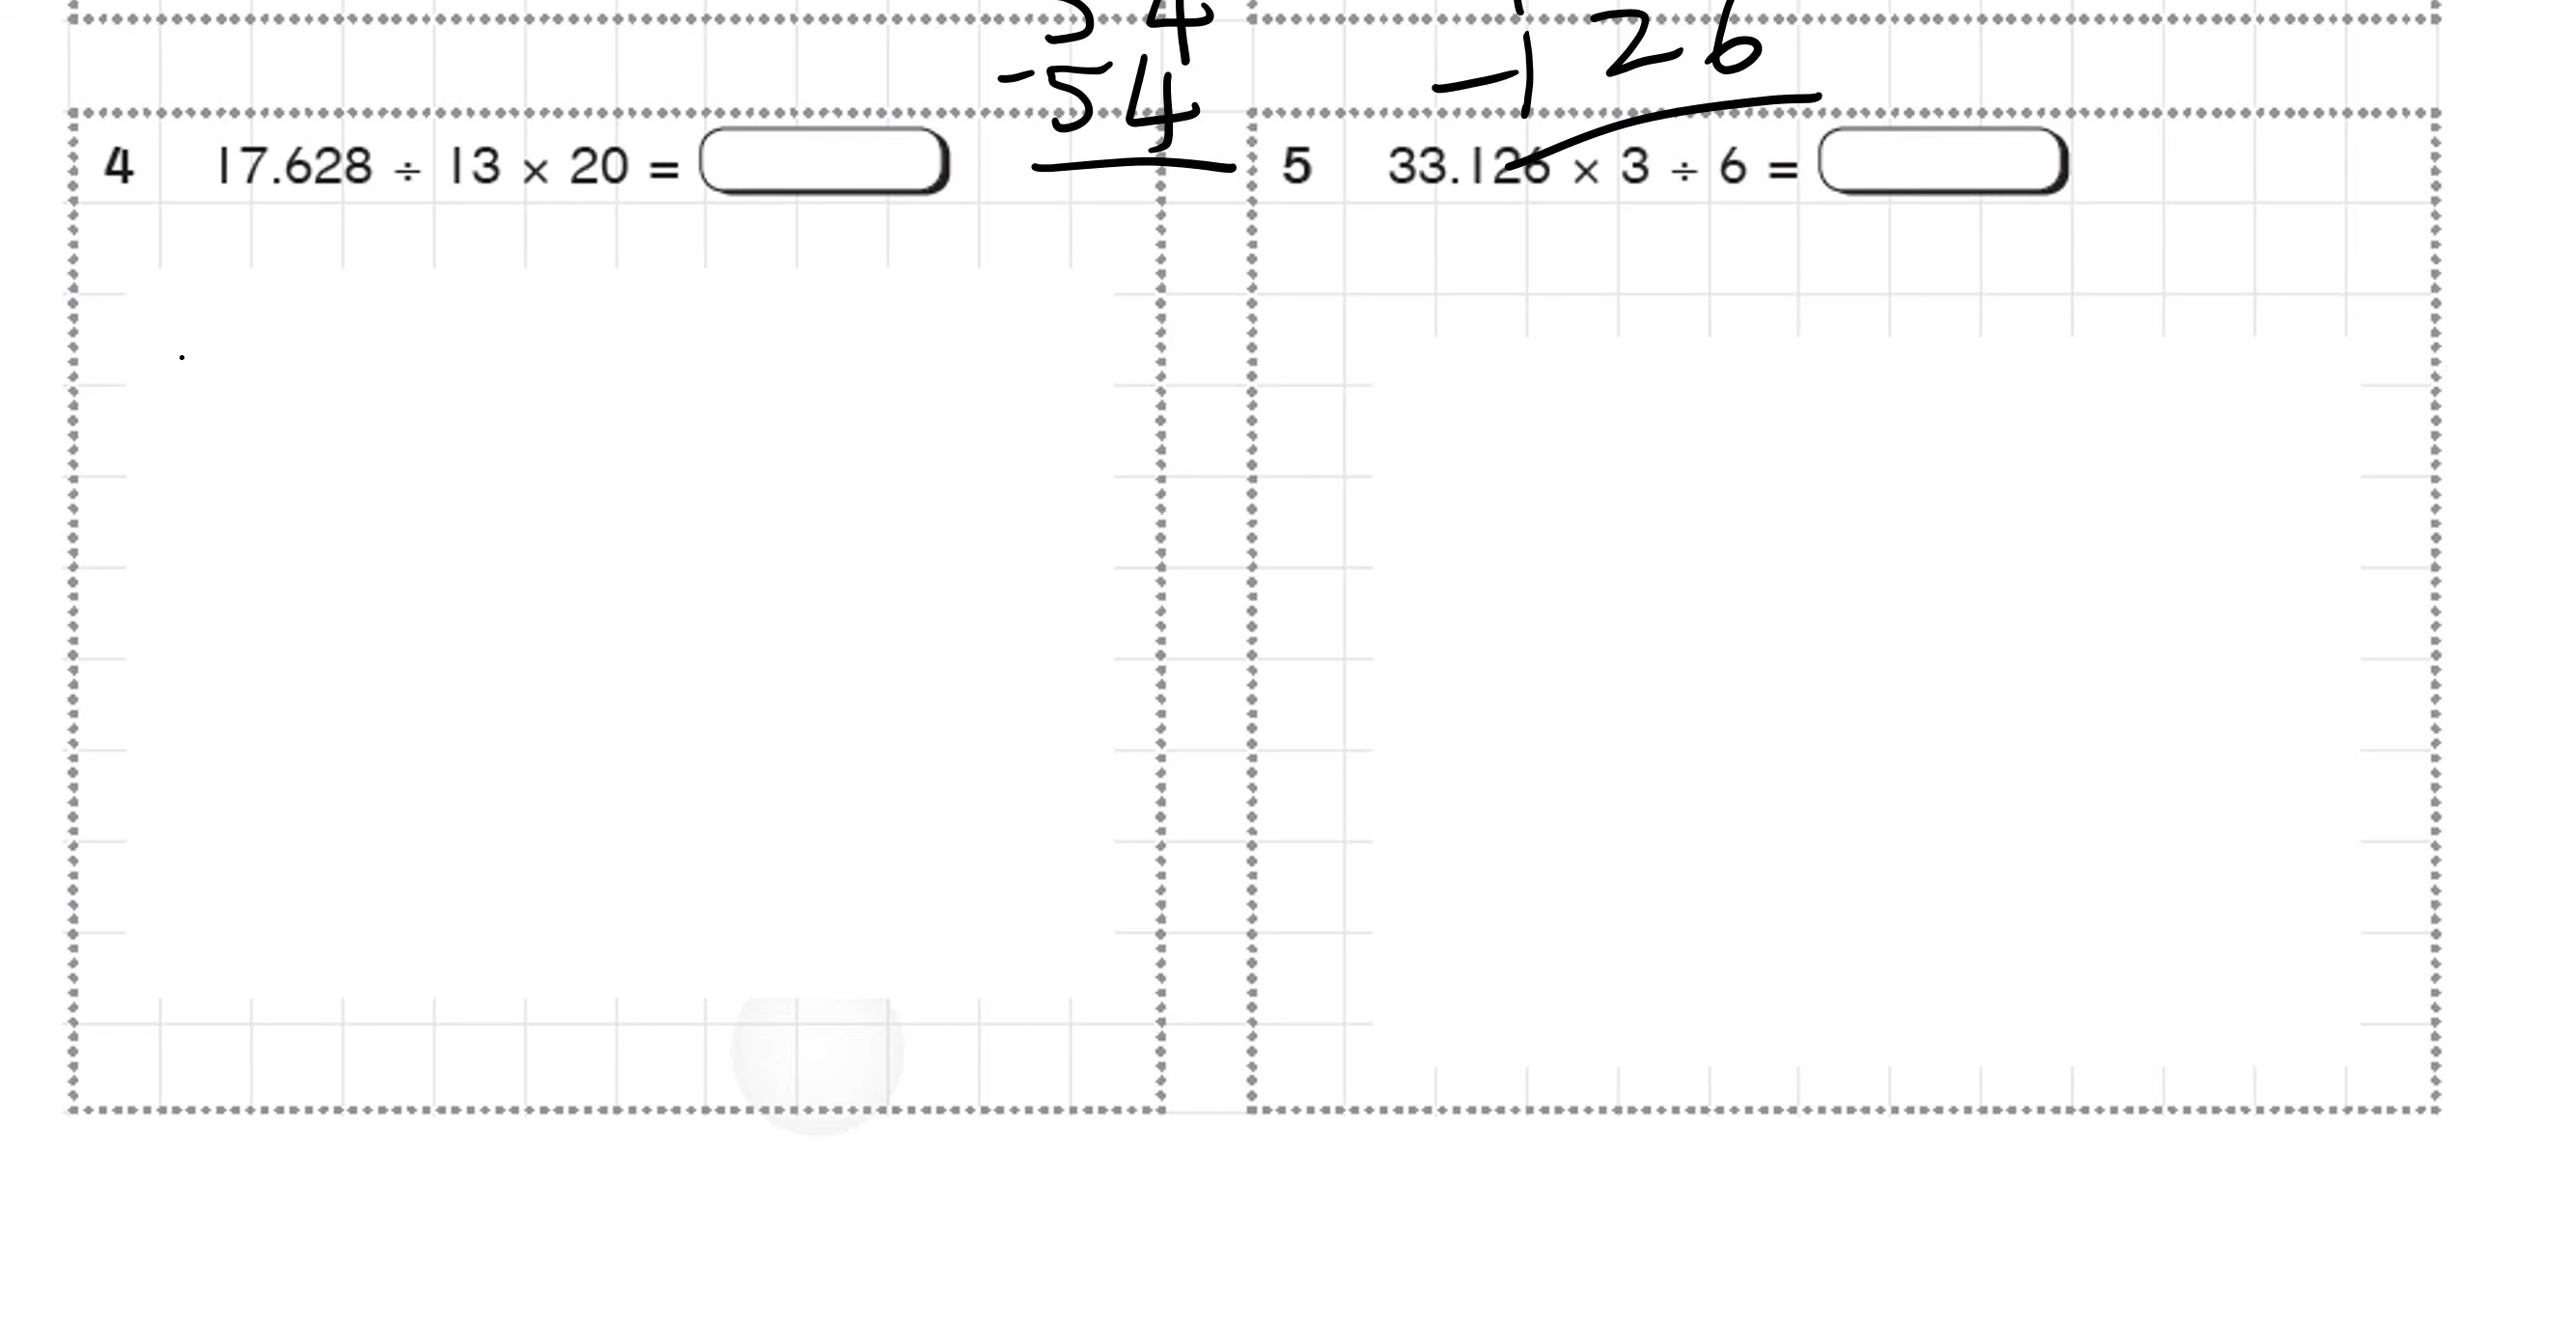 -54
-126
4 17.628 ÷ 13 × 20 =
5 33.126 × 3 ÷ 6 =